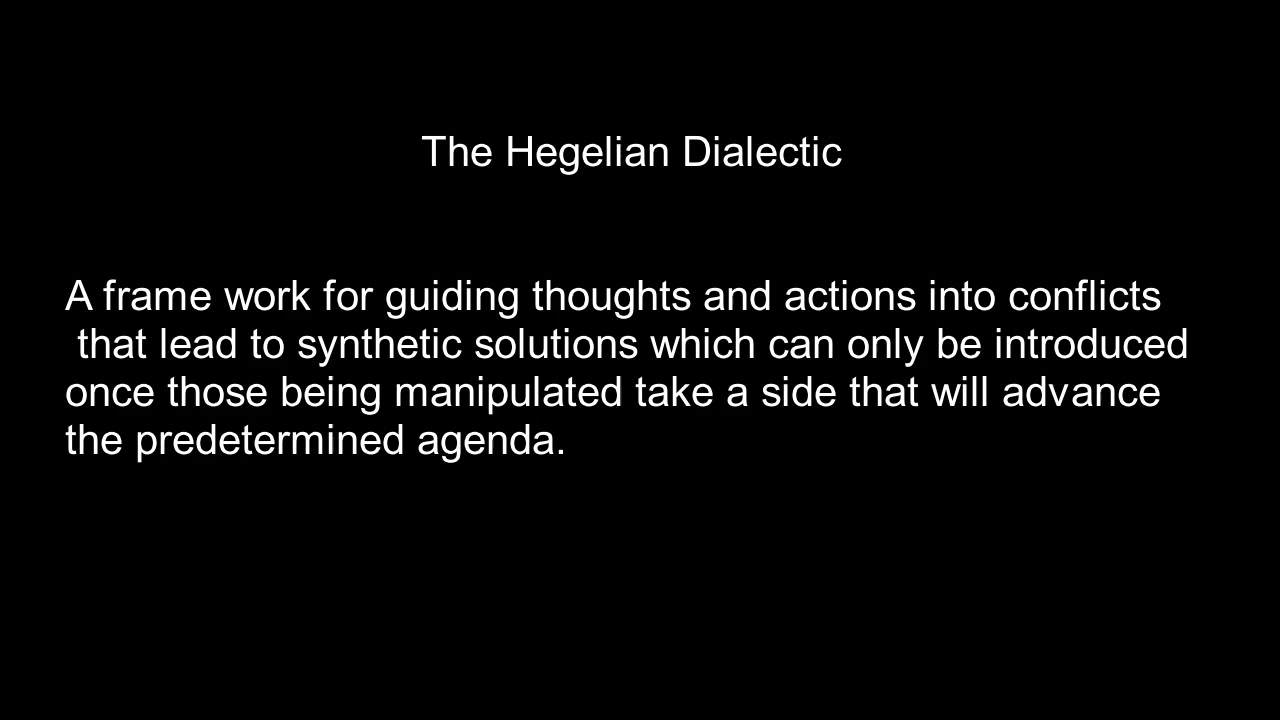 The Hegelian Dialectic
A frame work for guiding thoughts and actions into conflicts
that lead to synthetic solutions which can only be introduced
once those being manipulated take a side that will advance
the predetermined agenda.